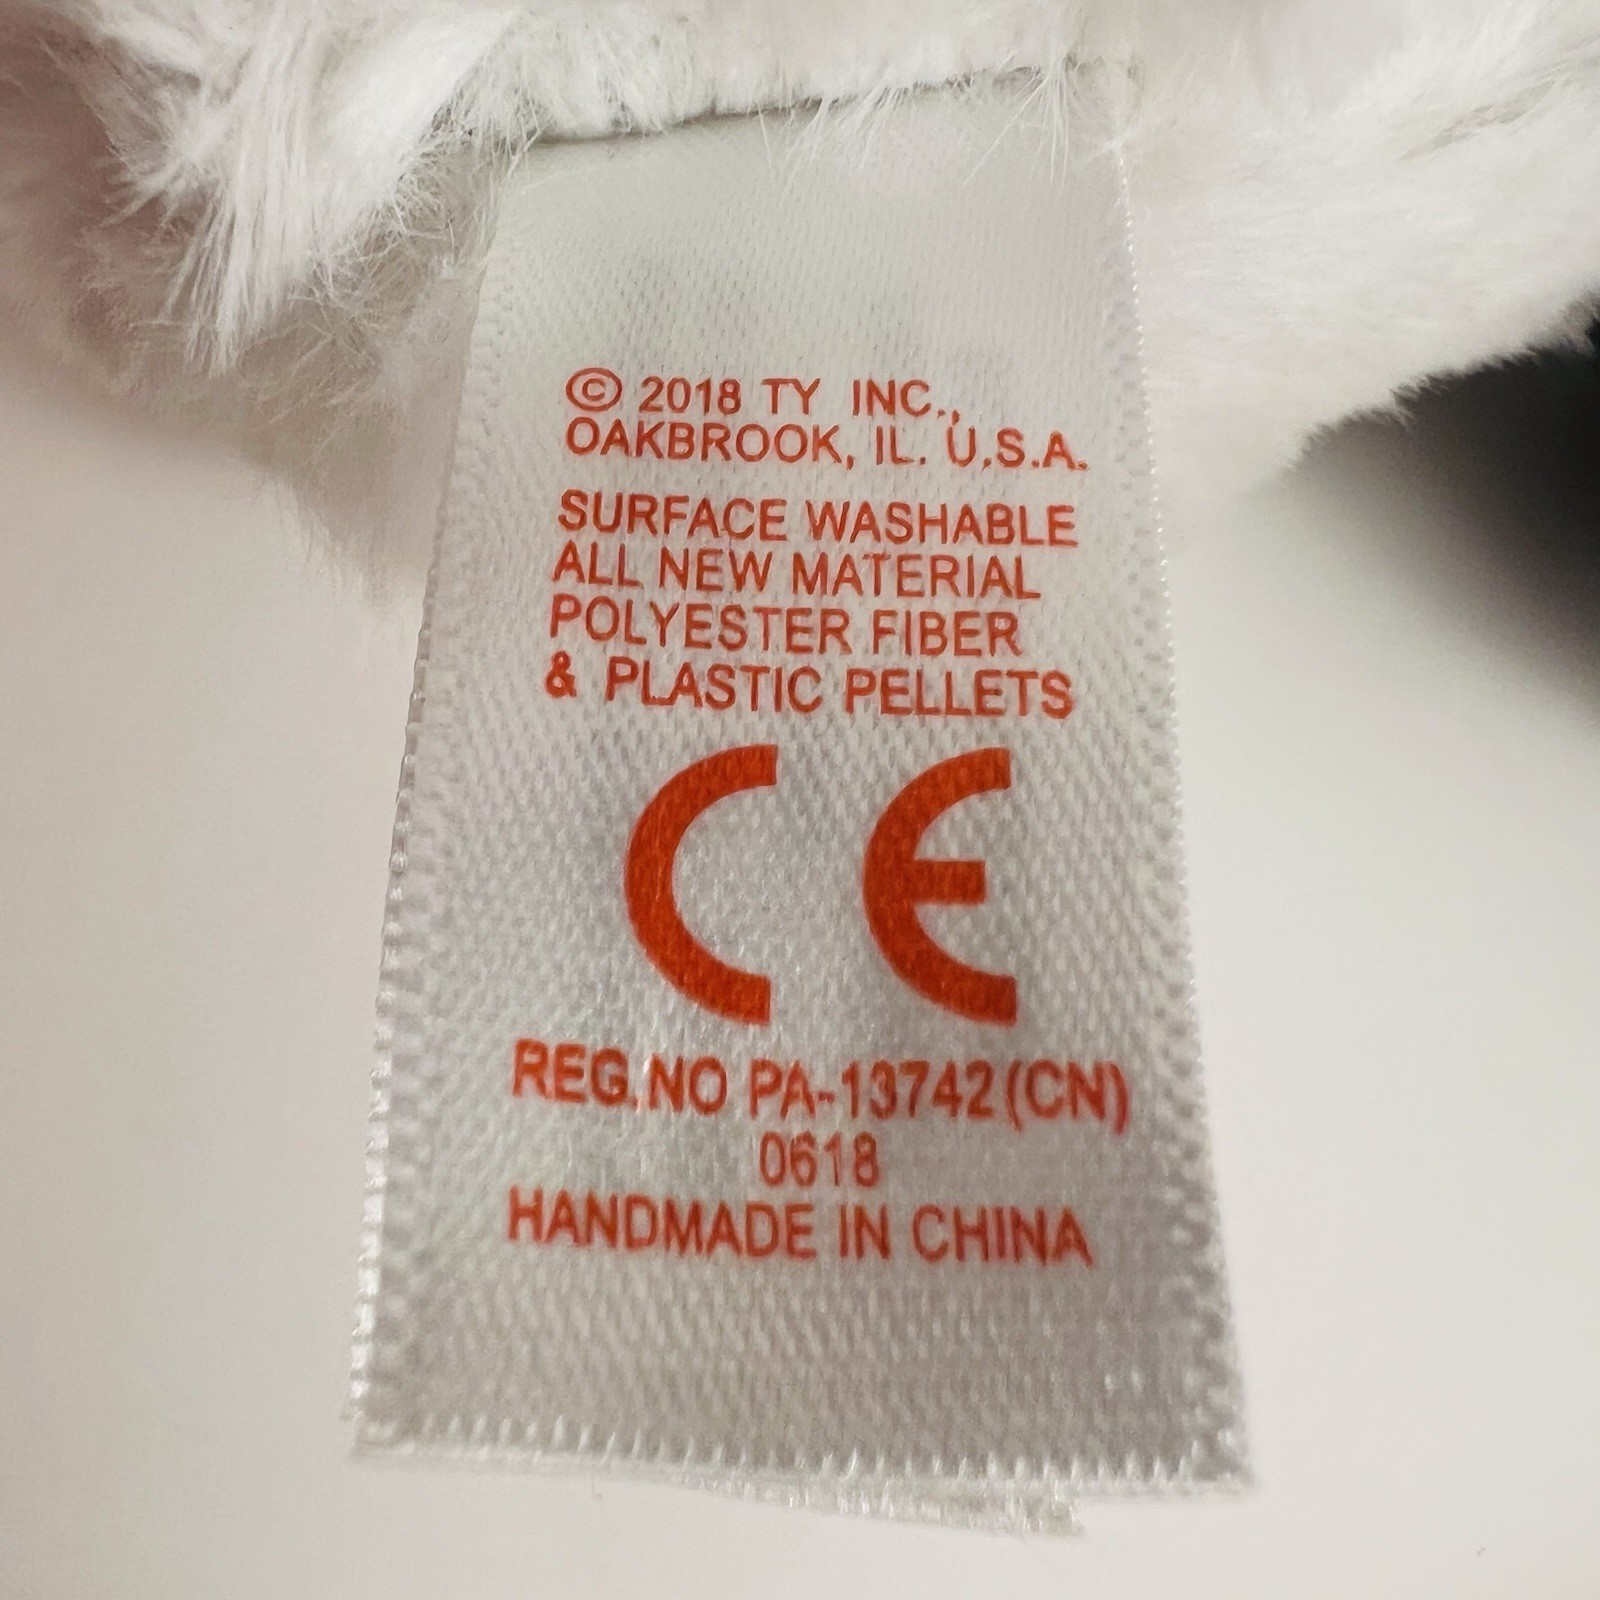 © 2018 TY INC.,
OAKBROOK, IL. U.S.A.
SURFACE WASHABLE
ALL NEW MATERIAL
POLYESTER FIBER
& PLASTIC PELLETS
CE
REG. NO PA-13742(CN)
0618
HANDMADE IN CHINA